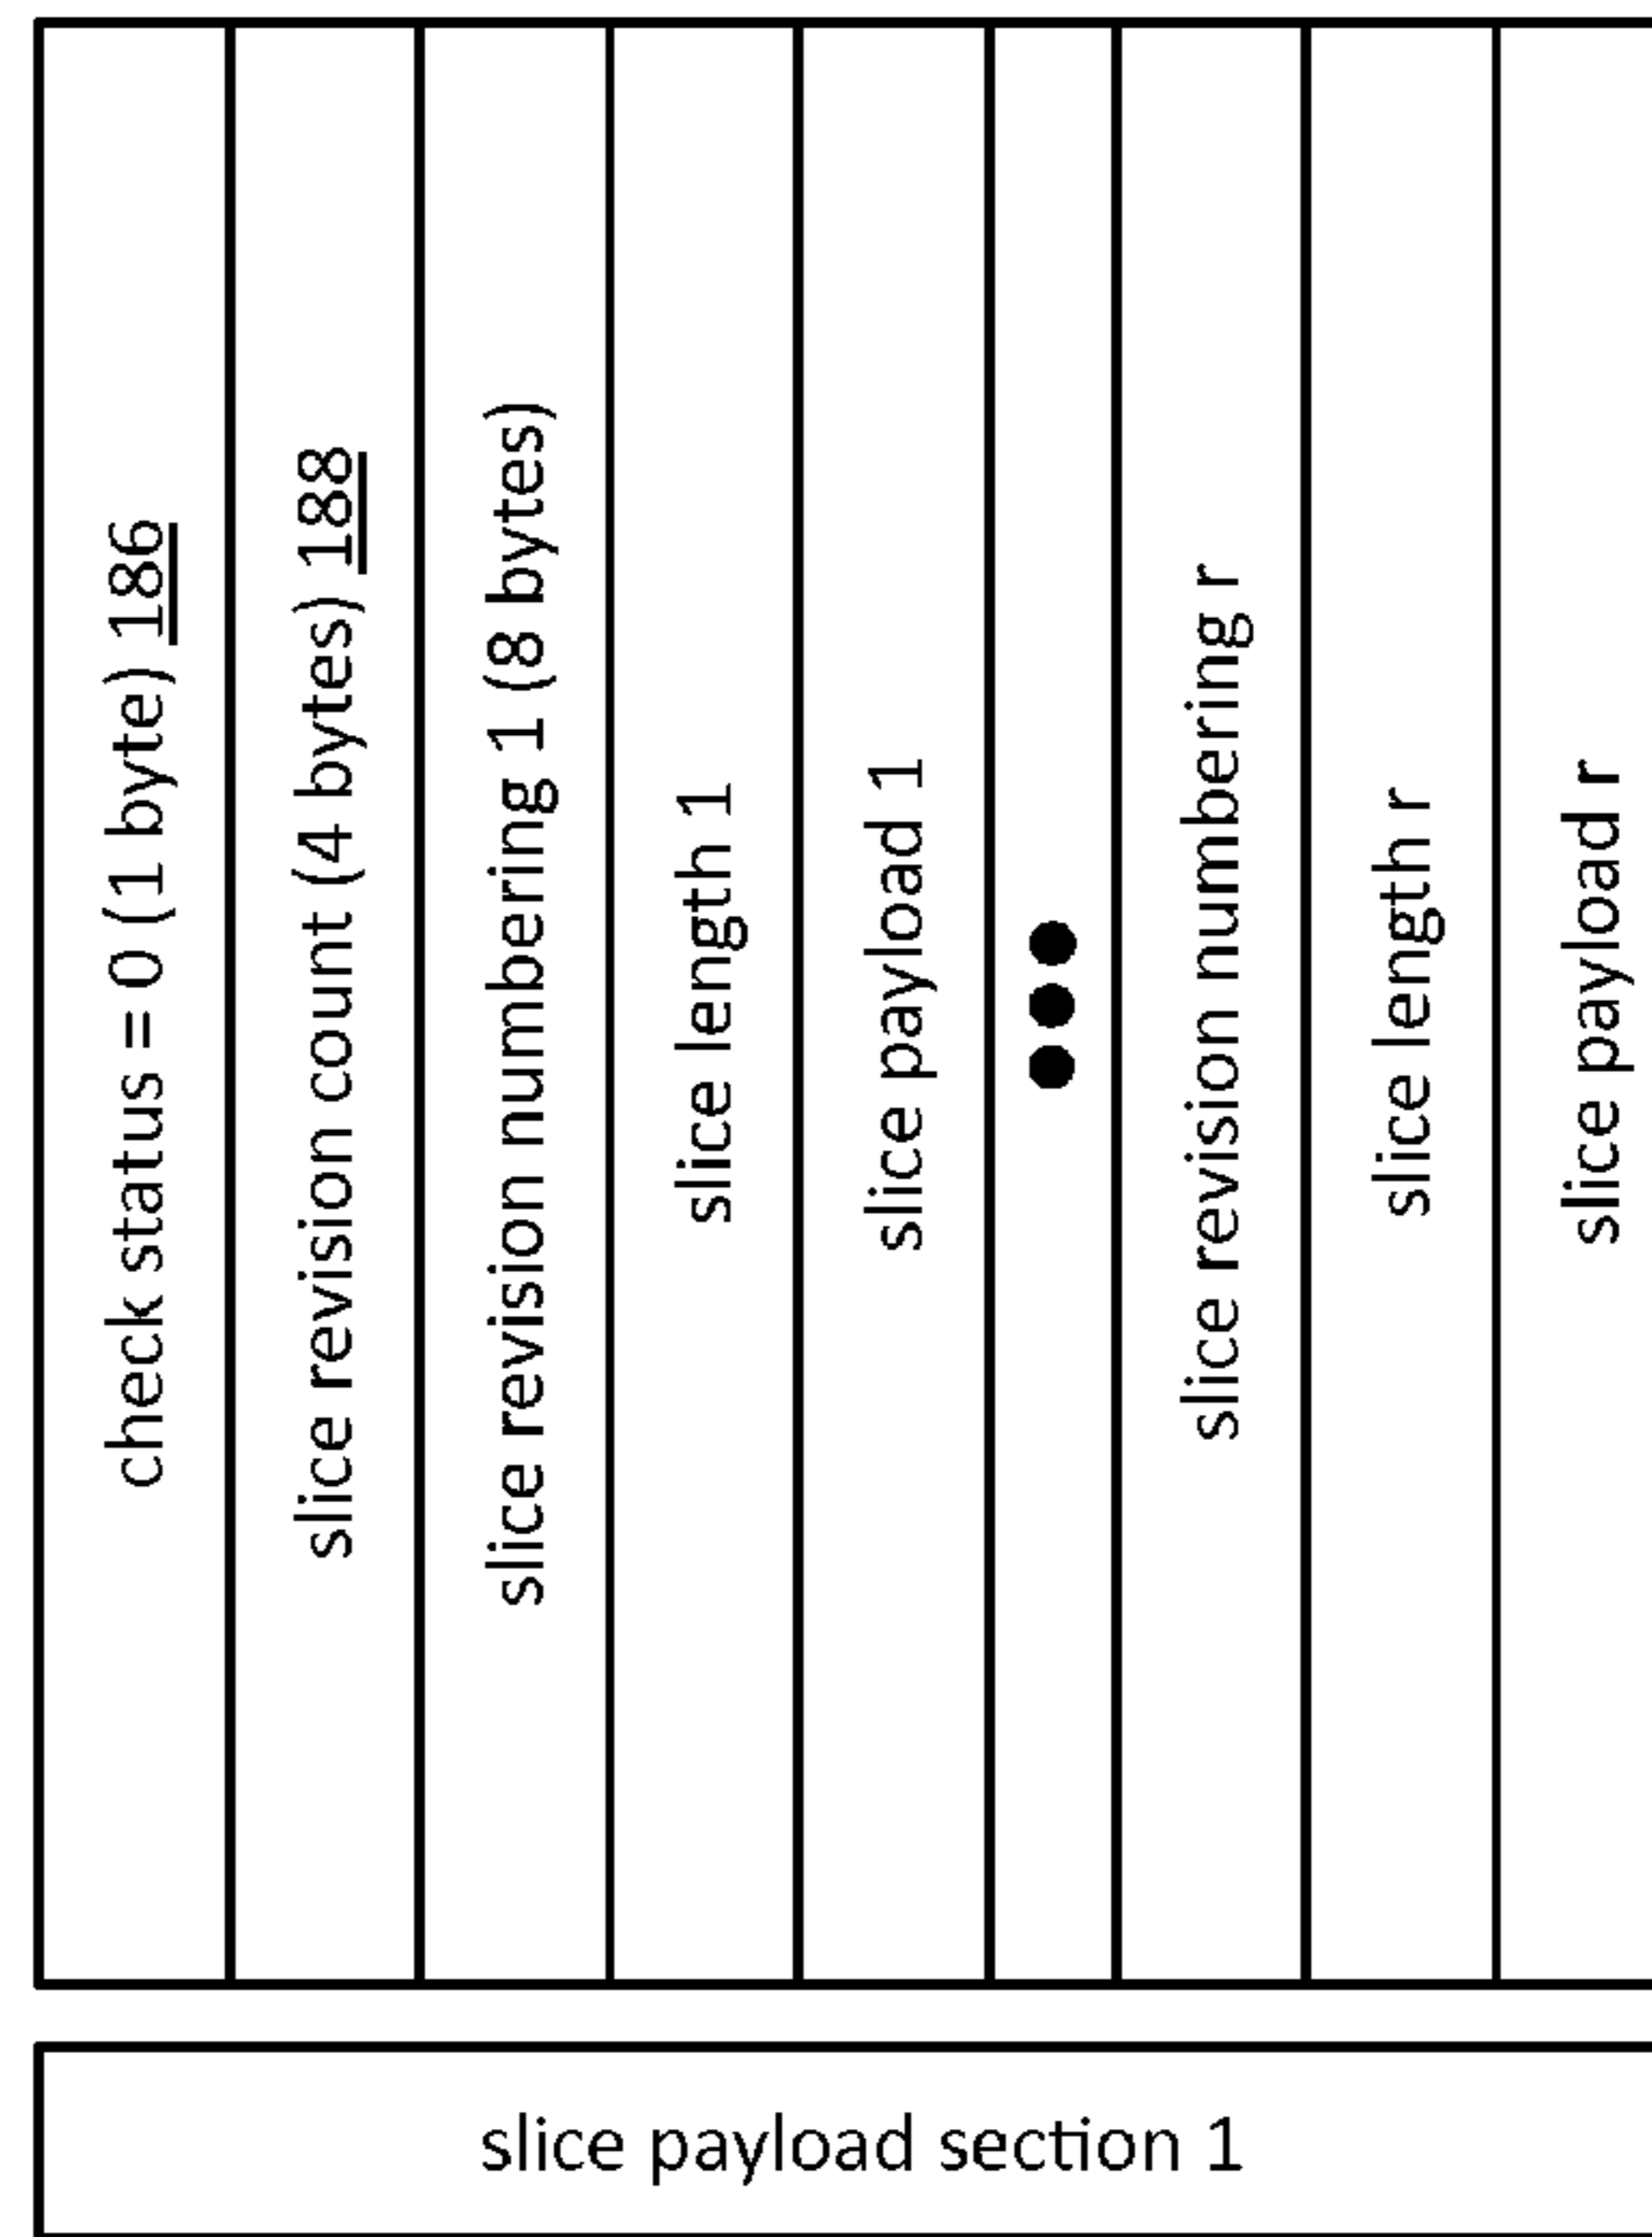 check status = 0 (1 byte) 186
slice revision count (4 bytes) 188
slice revision numbering 1 (8 bytes)
slice length 1
slice payload 1
●●●
slice revision numbering r
slice length r
slice payload r
slice payload section 1